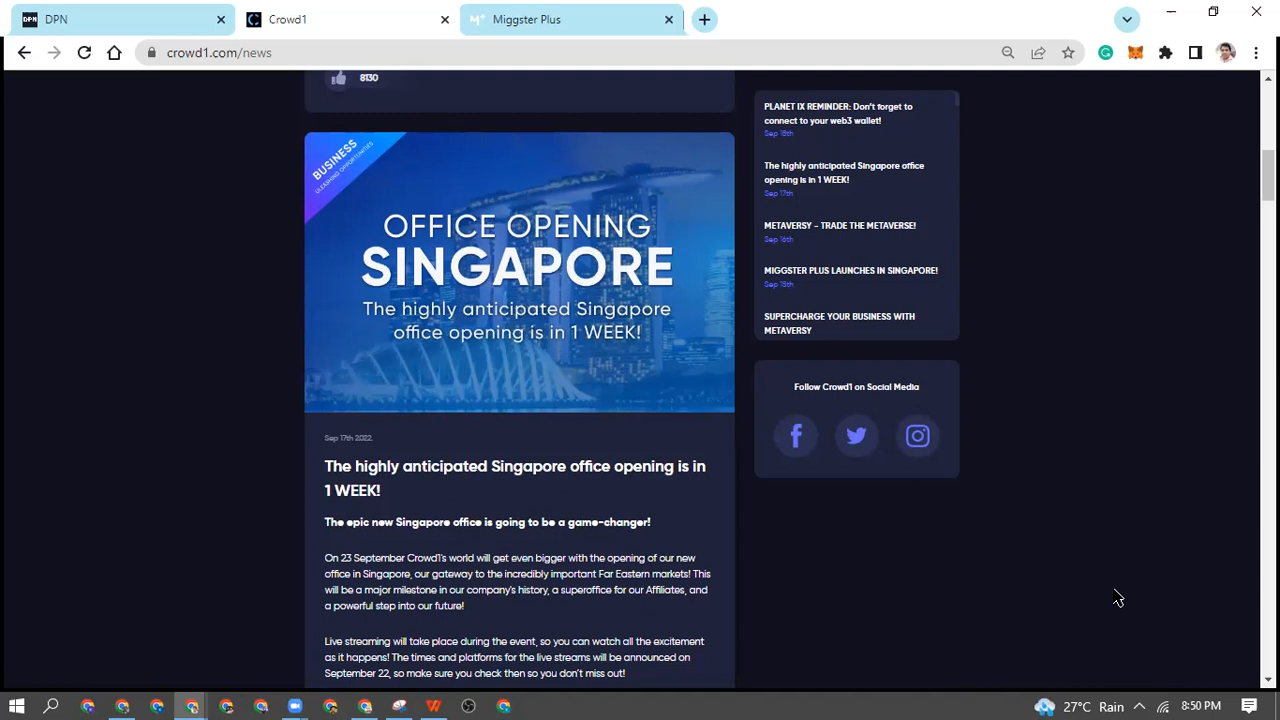 DPN
DPN
Crowd1
Miggster Plus
crowd1.com/news
8130
BUSINESS
OFFICE OPENING
SINGAPORE
The highly anticipated Singapore
office opening is in 1 WEEK!
Sep 17th 2022
The highly anticipated Singapore office opening is in
1 WEEK!
The epic new Singapore office is going to be a game-changer!
On 23 September Crowd1's world will get even bigger with the opening of our new
office in Singapore, our gateway to the incredibly important Far Eastern markets! This
will be a major milestone in our company's history, a superoffice for our Affiliates, and
a powerful step into our future!
Live streaming will take place during the event, so you can watch all the excitement
as it happens! The times and platforms for the live streams will be announced on
September 22, so make sure you check then so you don't miss out!
PLANET IX REMINDER: Don't forget to
connect to your web3 wallet!
Sep 18th
The highly anticipated Singapore office
opening is in 1 WEEK!
Sep 17th
METAVERSY – TRADE THE METAVERSE!
Sep 16th
MIGGSTER PLUS LAUNCHES IN SINGAPORE!
Sep 15th
SUPERCHARGE YOUR BUSINESS WITH
METAVERSY
Follow Crowd1 on Social Media
27°C Rain
8:50 PM